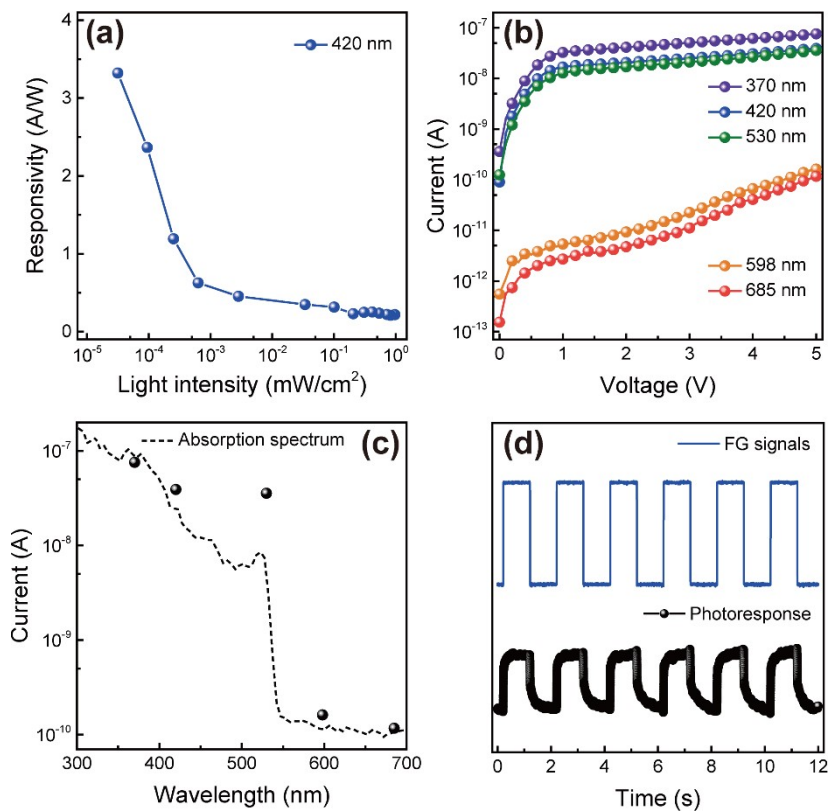 (a)
420 nm
Responsivity (A/W)
4
3
2
1
0
10⁻⁵ 10⁻⁴ 10⁻³ 10⁻² 10⁻¹ 10⁰
Light intensity (mW/cm²)
(b)
370 nm
420 nm
530 nm
598 nm
685 nm
Current (A)
10⁻⁷
10⁻⁸
10⁻⁹
10⁻¹⁰
10⁻¹¹
10⁻¹²
10⁻¹³
0 1 2 3 4 5
Voltage (V)
(c)
Absorption spectrum
Current (A)
10⁻⁷
10⁻⁸
10⁻⁹
10⁻¹⁰
300 400 500 600 700
Wavelength (nm)
(d)
FG signals
Photoresponse
0 2 4 6 8 10 12
Time (s)